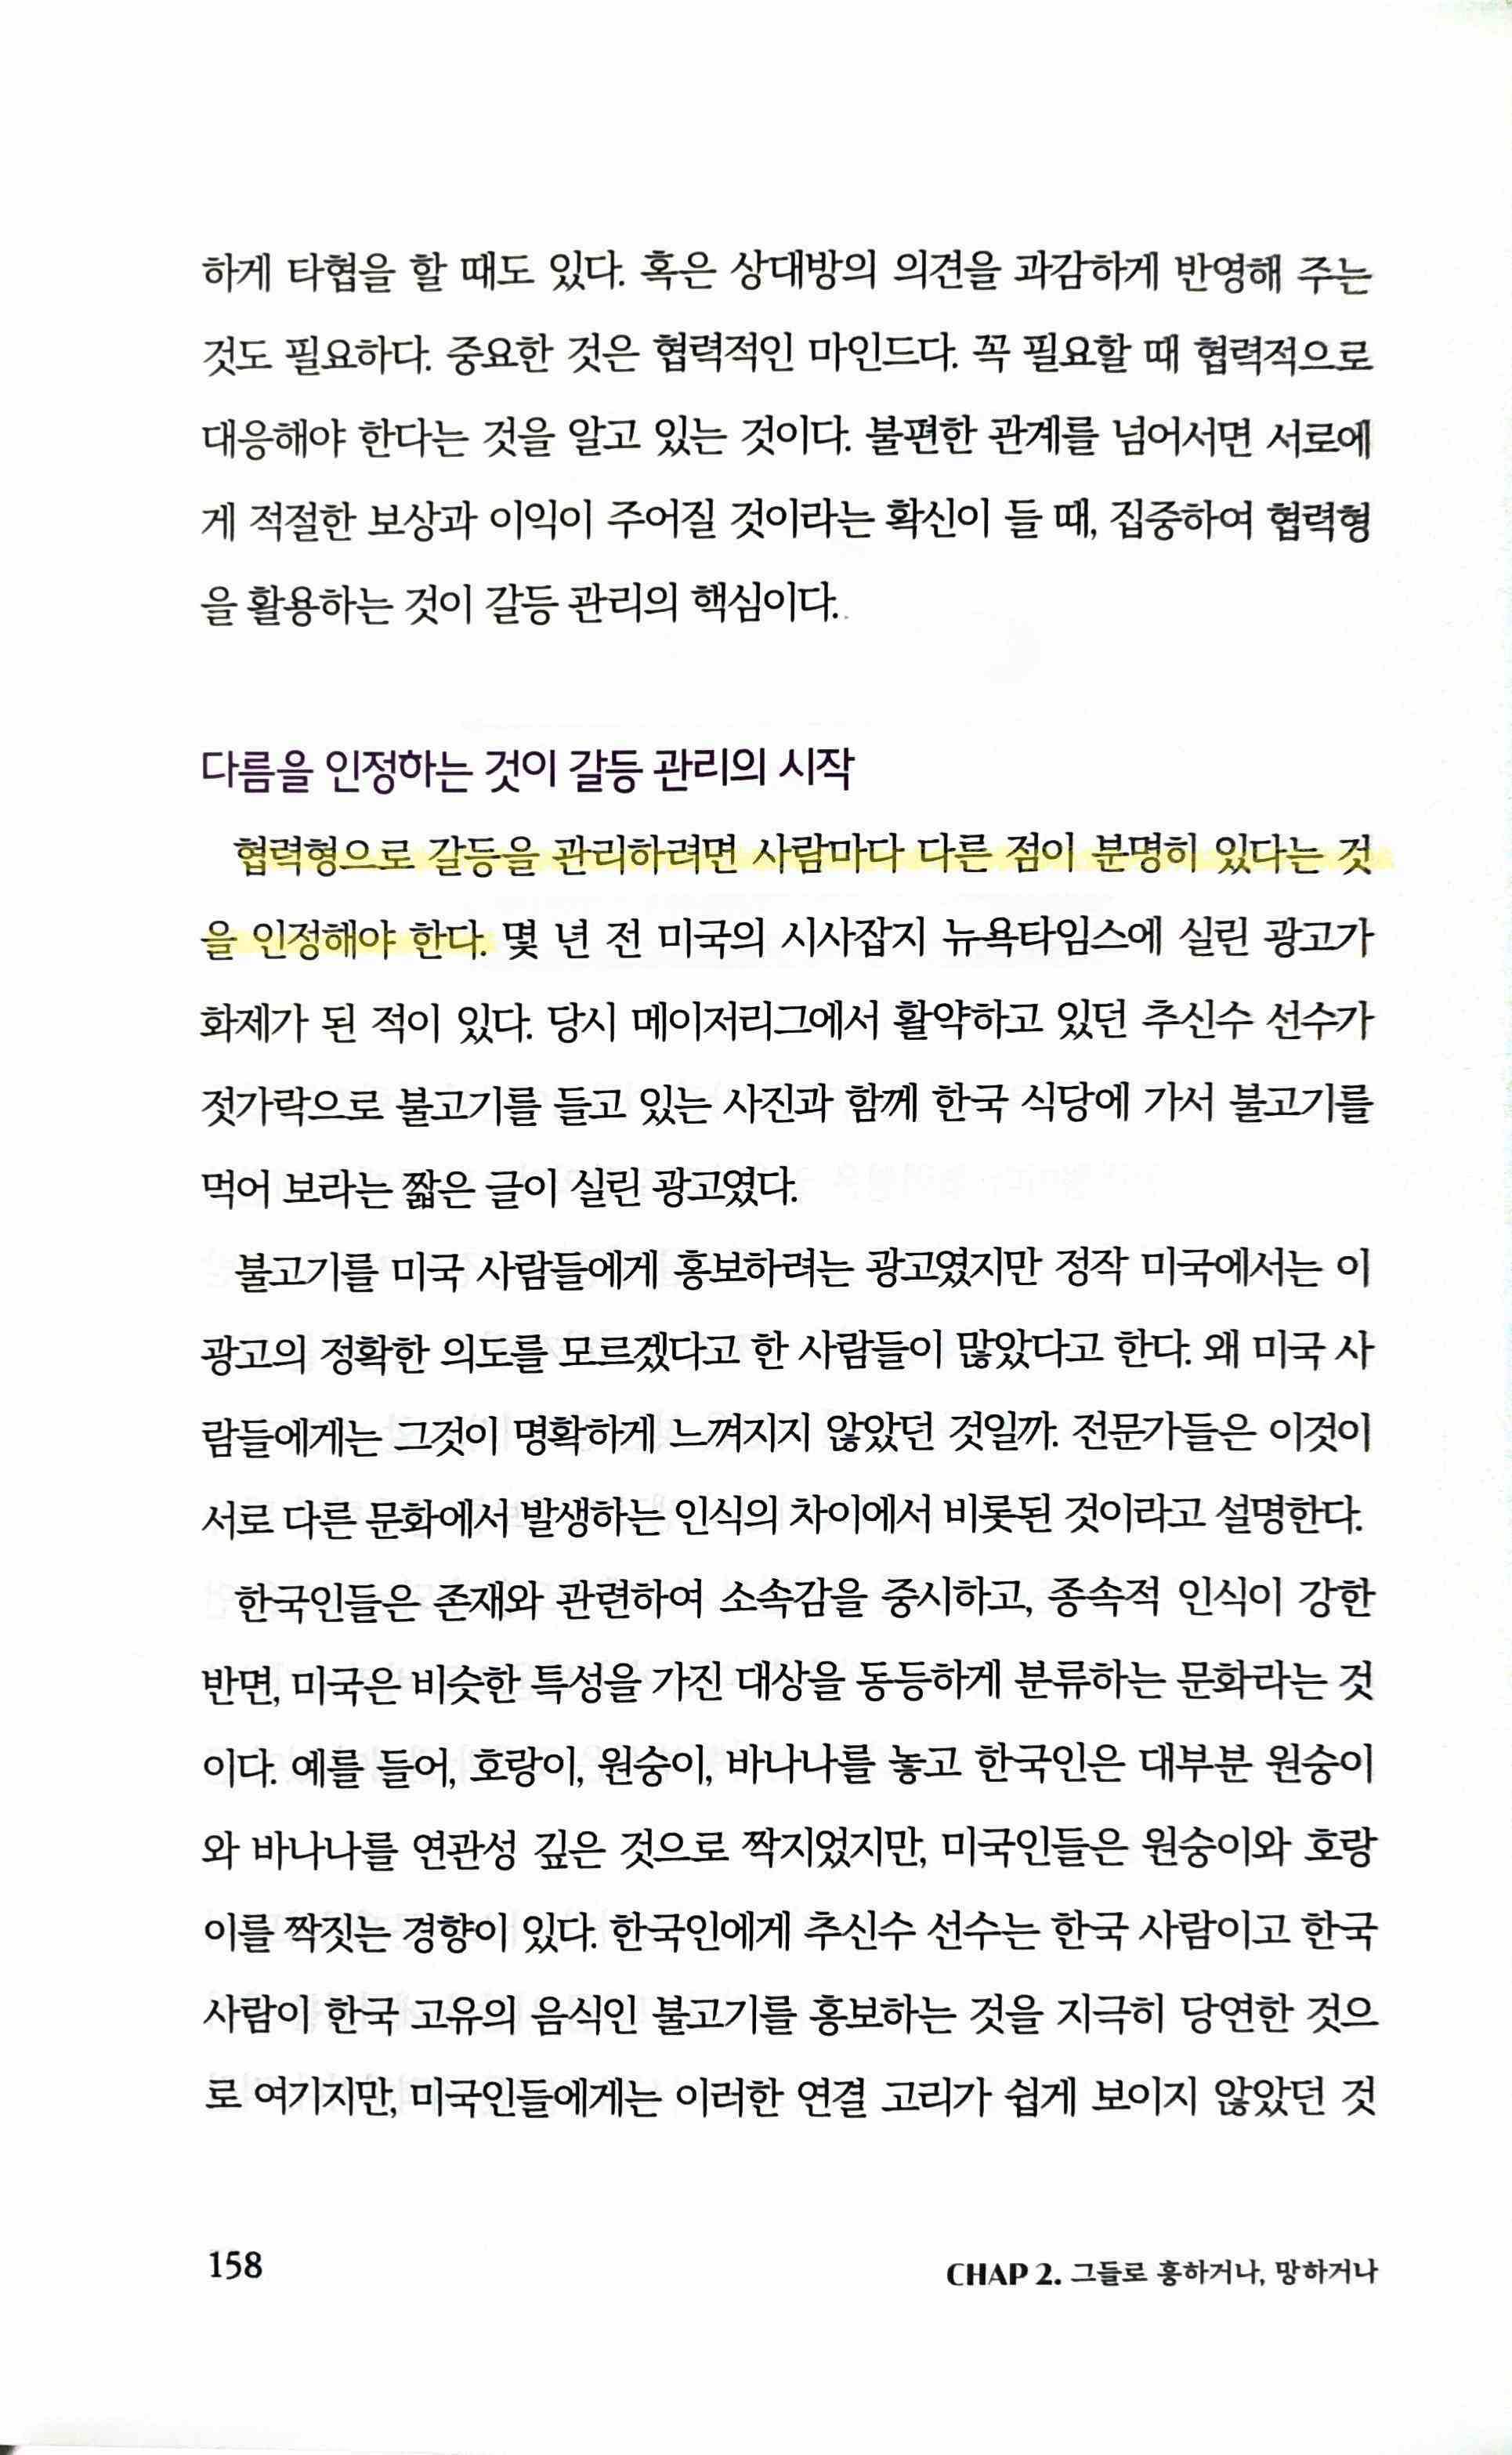 하게 타협을 할 때도 있다. 혹은 상대방의 의견을 과감하게 반영해 주는
것도 필요하다. 중요한 것은 협력적인 마인드다. 꼭 필요할 때 협력적으로
대응해야 한다는 것을 알고 있는 것이다. 불편한 관계를 넘어서면 서로에
게 적절한 보상과 이익이 주어질 것이라는 확신이 들 때, 집중하여 협력형
을 활용하는 것이 갈등 관리의 핵심이다.
다름을 인정하는 것이 갈등 관리의 시작
협력형으로 갈등을 관리하려면 사람마다 다른 점이 분명히 있다는 것
을 인정해야 한다. 몇 년 전 미국의 시사잡지 뉴욕타임스에 실린 광고가
화제가 된 적이 있다. 당시 메이저리그에서 활약하고 있던 추신수 선수가
젓가락으로 불고기를 들고 있는 사진과 함께 한국 식당에 가서 불고기를
먹어 보라는 짧은 글이 실린 광고였다.
불고기를 미국 사람들에게 홍보하려는 광고였지만 정작 미국에서는 이
광고의 정확한 의도를 모르겠다고 한 사람들이 많았다고 한다. 왜 미국 사
람들에게는 그것이 명확하게 느껴지지 않았던 것일까. 전문가들은 이것이
서로 다른 문화에서 발생하는 인식의 차이에서 비롯된 것이라고 설명한다.
한국인들은 존재와 관련하여 소속감을 중시하고, 종속적 인식이 강한
반면, 미국은 비슷한 특성을 가진 대상을 동등하게 분류하는 문화라는 것
이다. 예를 들어, 호랑이, 원숭이, 바나나를 놓고 한국인은 대부분 원숭이
와 바나나를 연관성 깊은 것으로 짝지었지만, 미국인들은 원숭이와 호랑
이를 짝짓는 경향이 있다. 한국인에게 추신수 선수는 한국 사람이고 한국
사람이 한국 고유의 음식인 불고기를 홍보하는 것을 지극히 당연한 것으
로 여기지만, 미국인들에게는 이러한 연결 고리가 쉽게 보이지 않았던 것
158
CHAP 2. 그들로 흥하거나, 망하거나